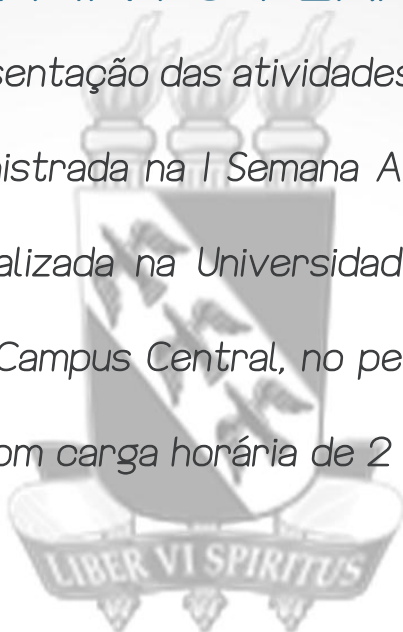 sentação das atividades
nistrada na I Semana A
alizada na Universidad
Campus Central, no pe
om carga horária de 2
LIBER VI SPIRITUS